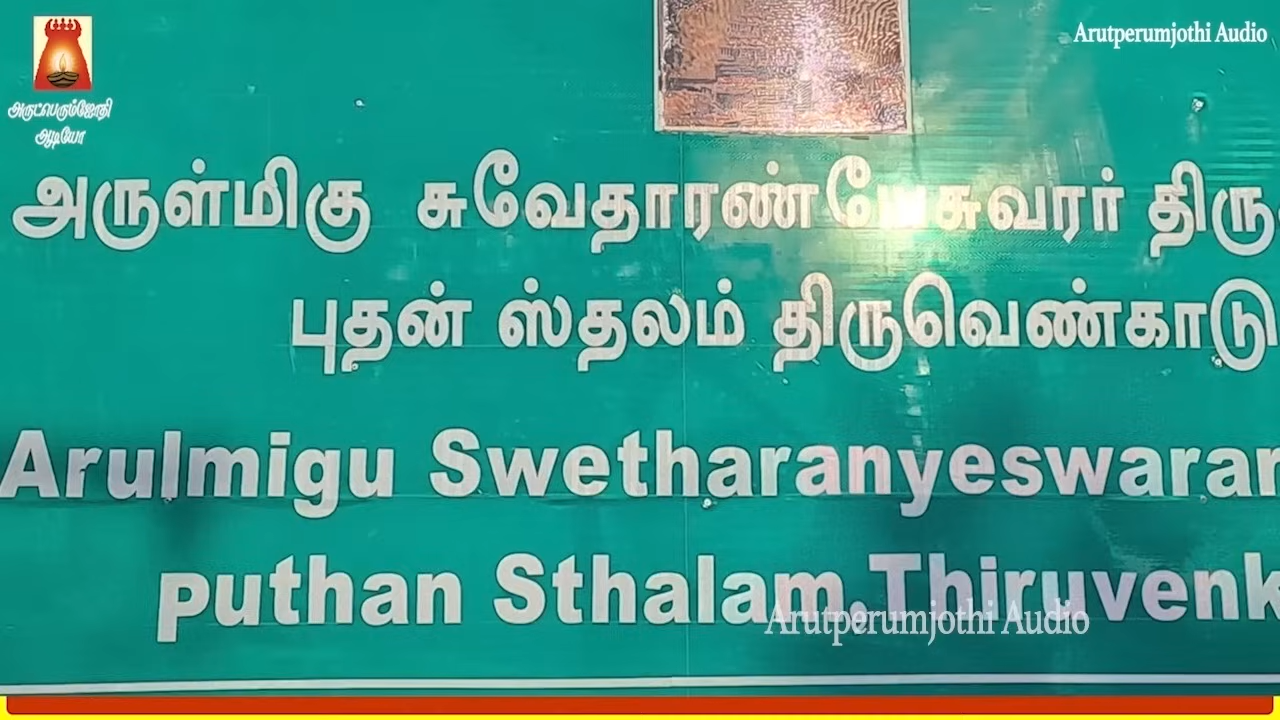 Arutperumjothi Audio
அருட்பெரும்ஜோதி
ஆடியோ
அருள்மிகு சுவேதாரண்யேசுவரர் திரு
புதன் ஸ்தலம் திருவெண்காடு
Arulmigu Swetharanyeswarar
puthan Sthalam,Thiruvenk
Arutperumjothi Audio